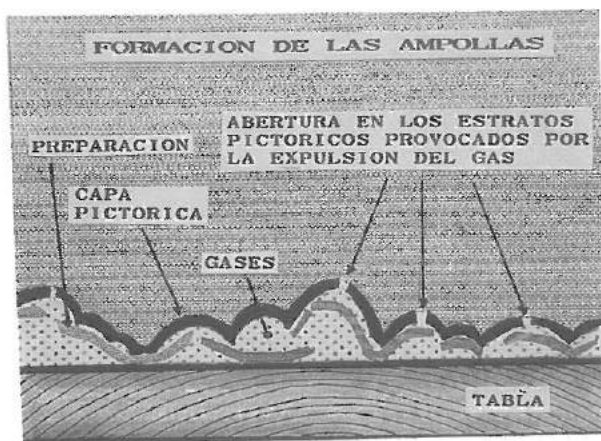 FORMACION DE LAS AMPOLLAS
ABERTURA EN LOS ESTRATOS
PICTORICOS PROVOCADOS POR
LA EXPULSION DEL GAS
PREPARACION
CAPA
PICTORICA
GASES
TABLA